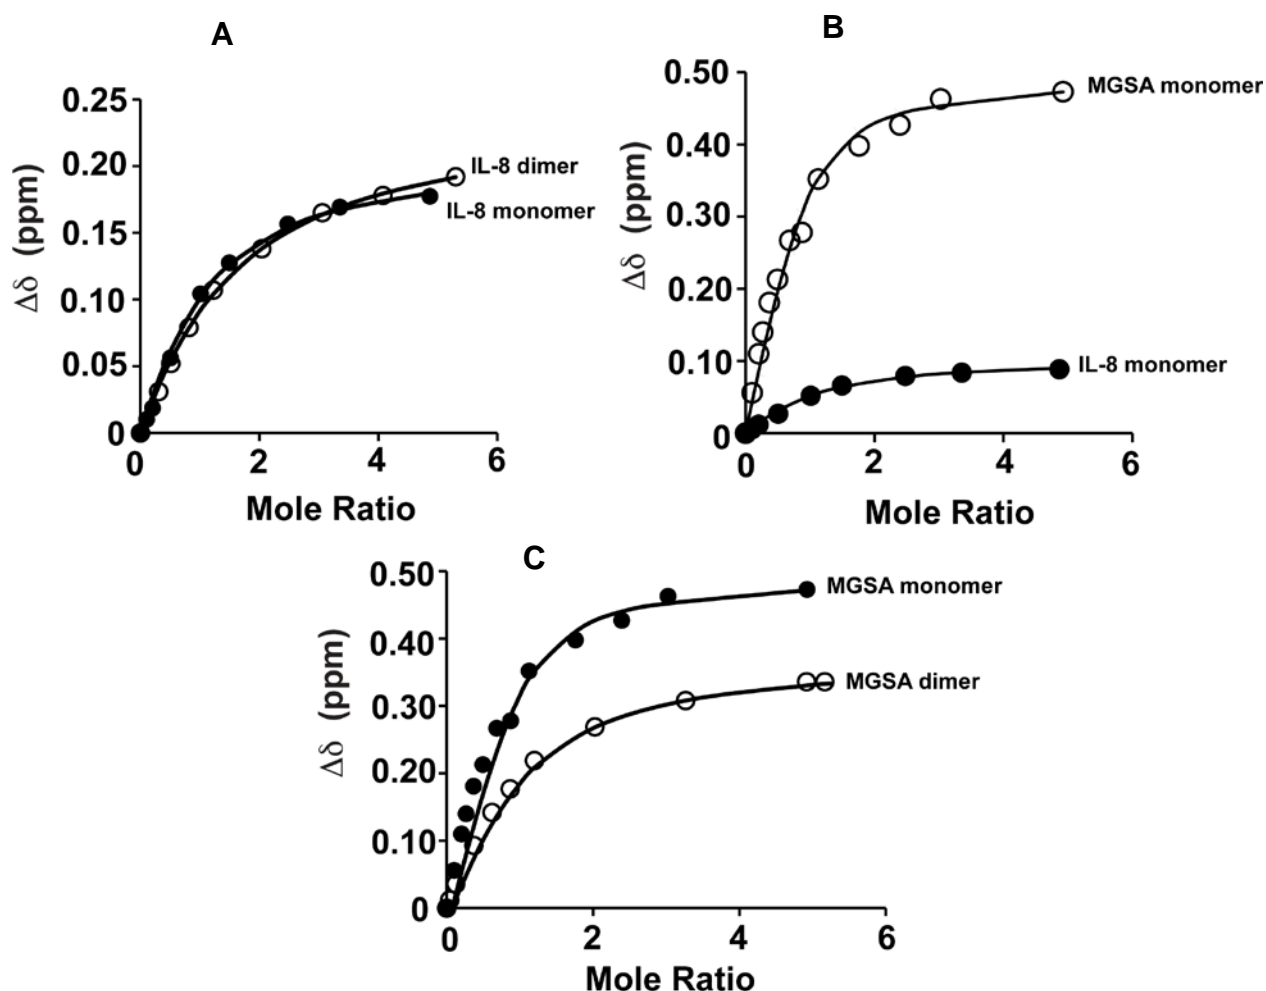 A
0.25
0.20
0.15
0.10
0.05
0
0 2 4 6
Δδ (ppm)
Mole Ratio
IL-8 dimer
IL-8 monomer
B
0.50
0.40
0.30
0.20
0.10
0
0 2 4 6
Δδ (ppm)
Mole Ratio
MGSA monomer
IL-8 monomer
C
0.50
0.40
0.30
0.20
0.10
0
0 2 4 6
Δδ (ppm)
Mole Ratio
MGSA monomer
MGSA dimer